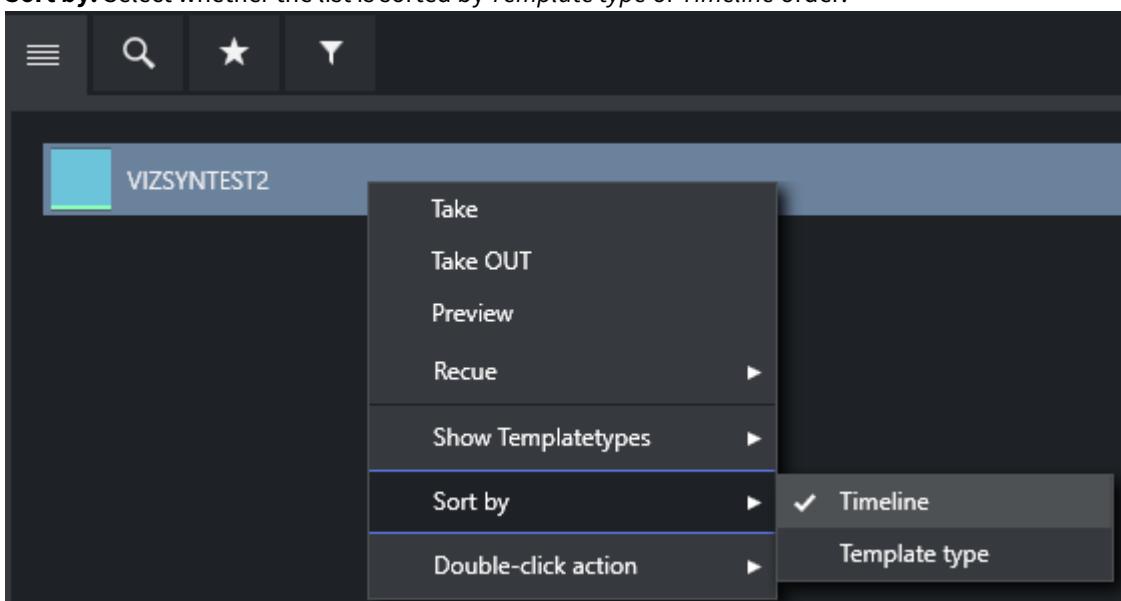 Sort by: Select whether the list is sorted by Template type or Timeline order.
VIZSYNTEST2
Take
Take OUT
Preview
Recue
Show Templatetypes
Sort by
Timeline
Template type
Double-click action